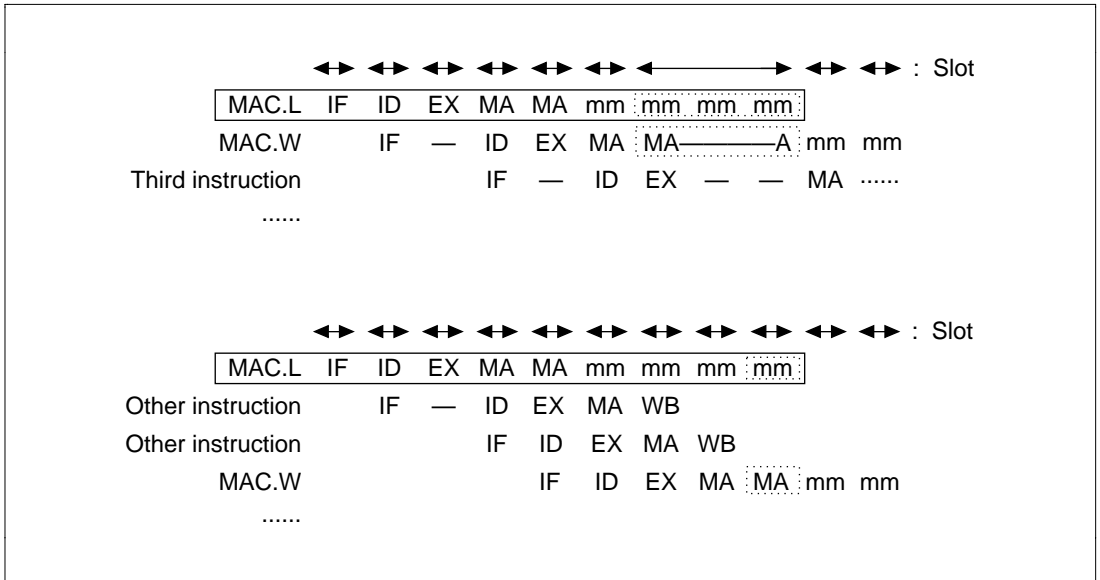 : Slot
MAC.L IF ID EX MA MA mm mm mm mm
MAC.W IF — ID EX MA MA————A mm mm
Third instruction IF — ID EX — — MA ......
......
: Slot
MAC.L IF ID EX MA MA mm mm mm mm
Other instruction IF — ID EX MA WB
Other instruction IF ID EX MA WB
MAC.W IF ID EX MA MA mm mm
......